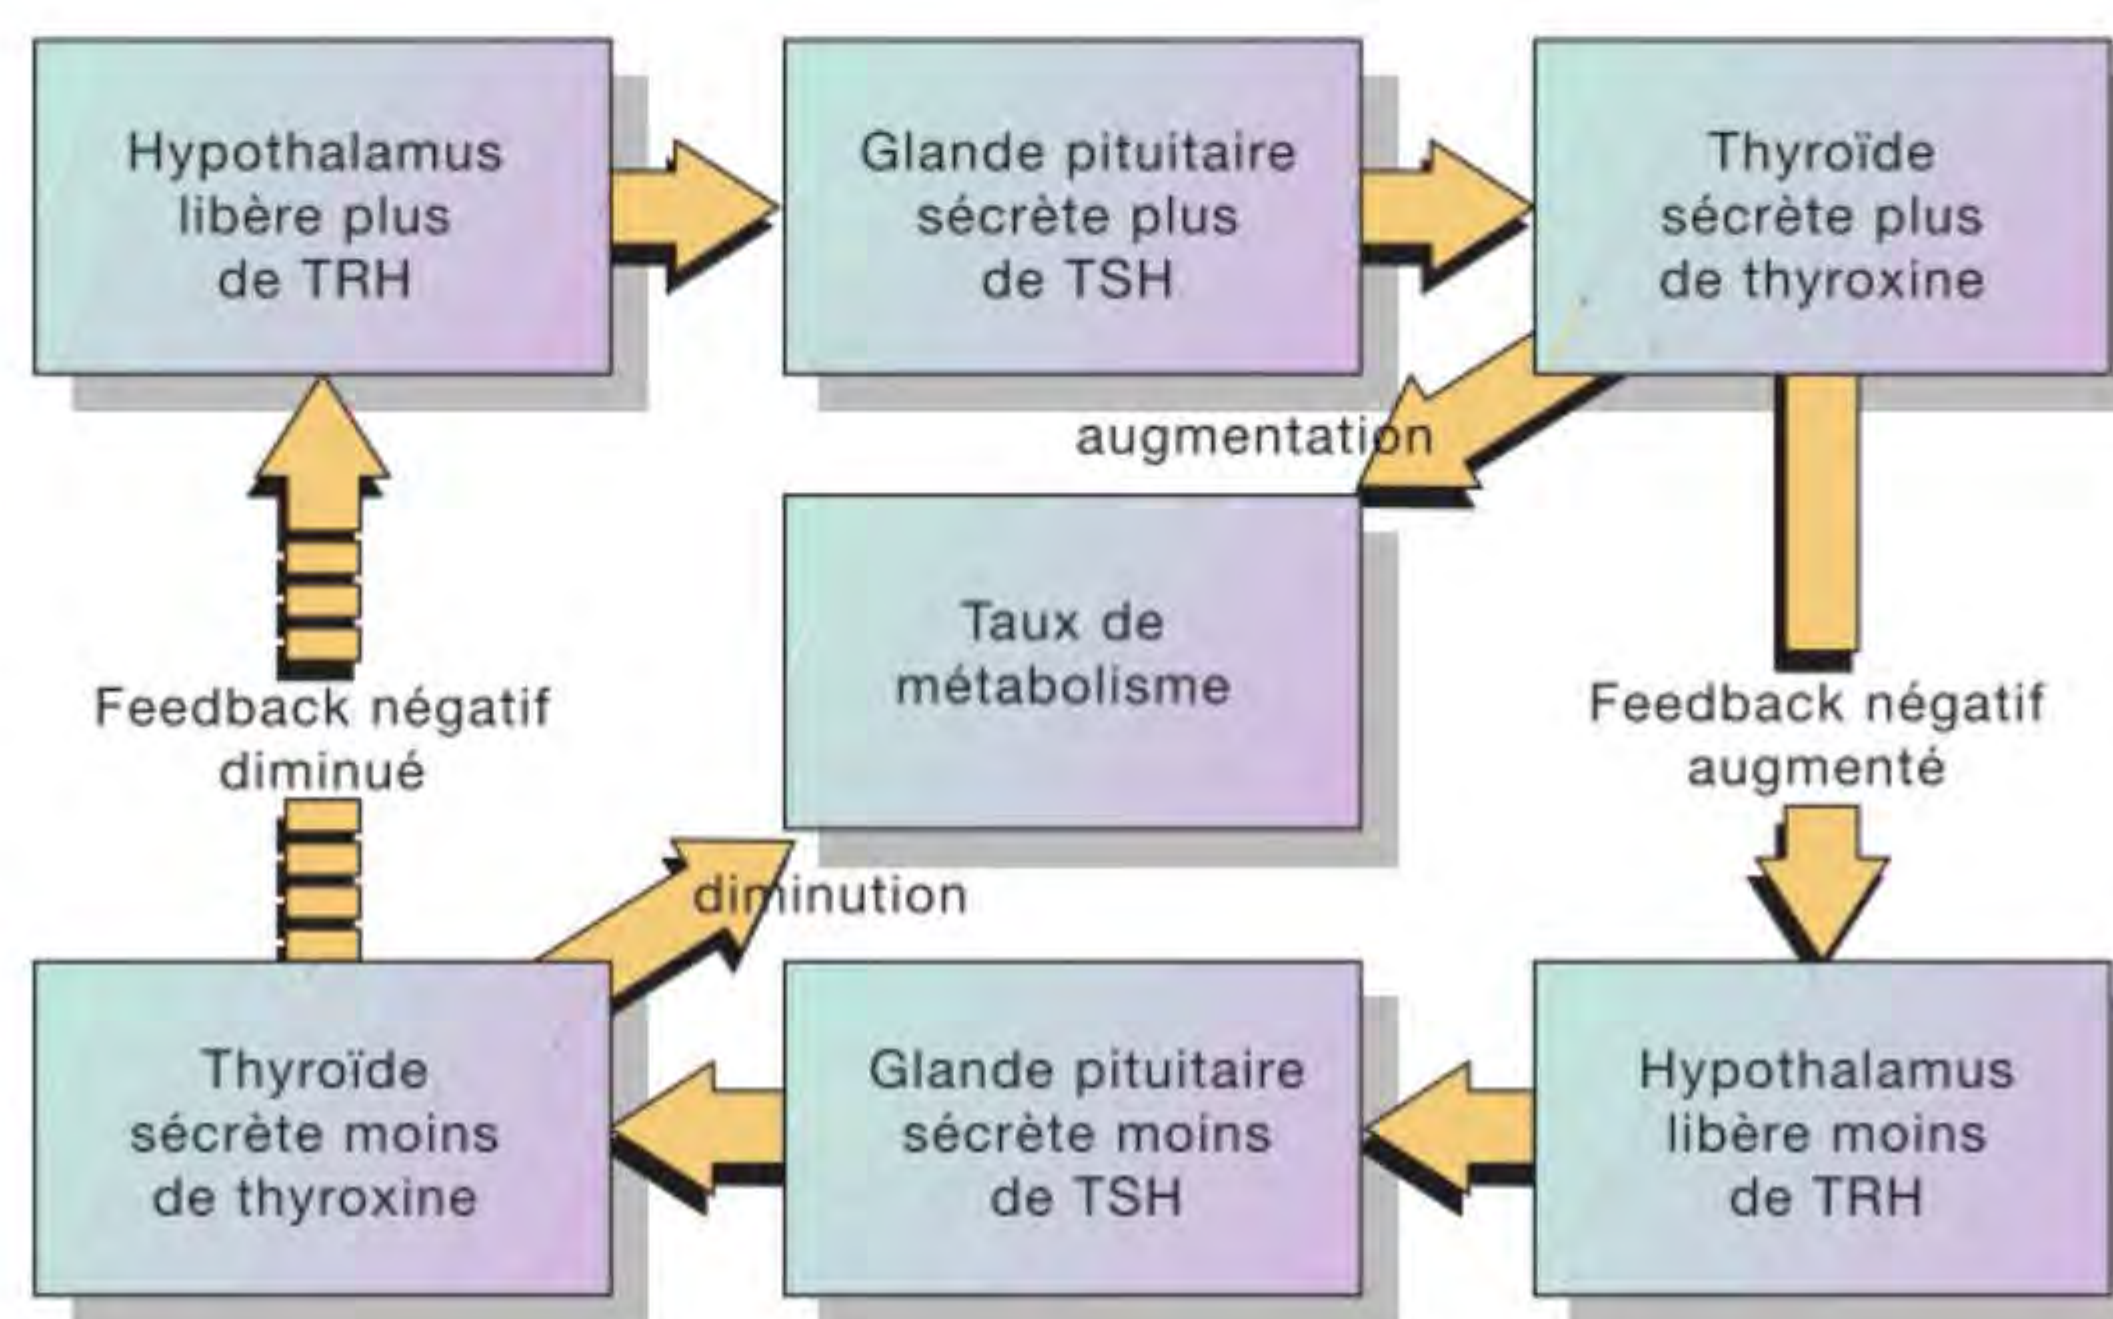 Hypothalamus
libère plus
de TRH
Glande pituitaire
sécrète plus
de TSH
Thyroïde
sécrète plus
de thyroxine
augmentation
Taux de
métabolisme
Feedback négatif
diminué
Feedback négatif
augmenté
diminution
Thyroïde
sécrète moins
de thyroxine
Glande pituitaire
sécrète moins
de TSH
Hypothalamus
libère moins
de TRH